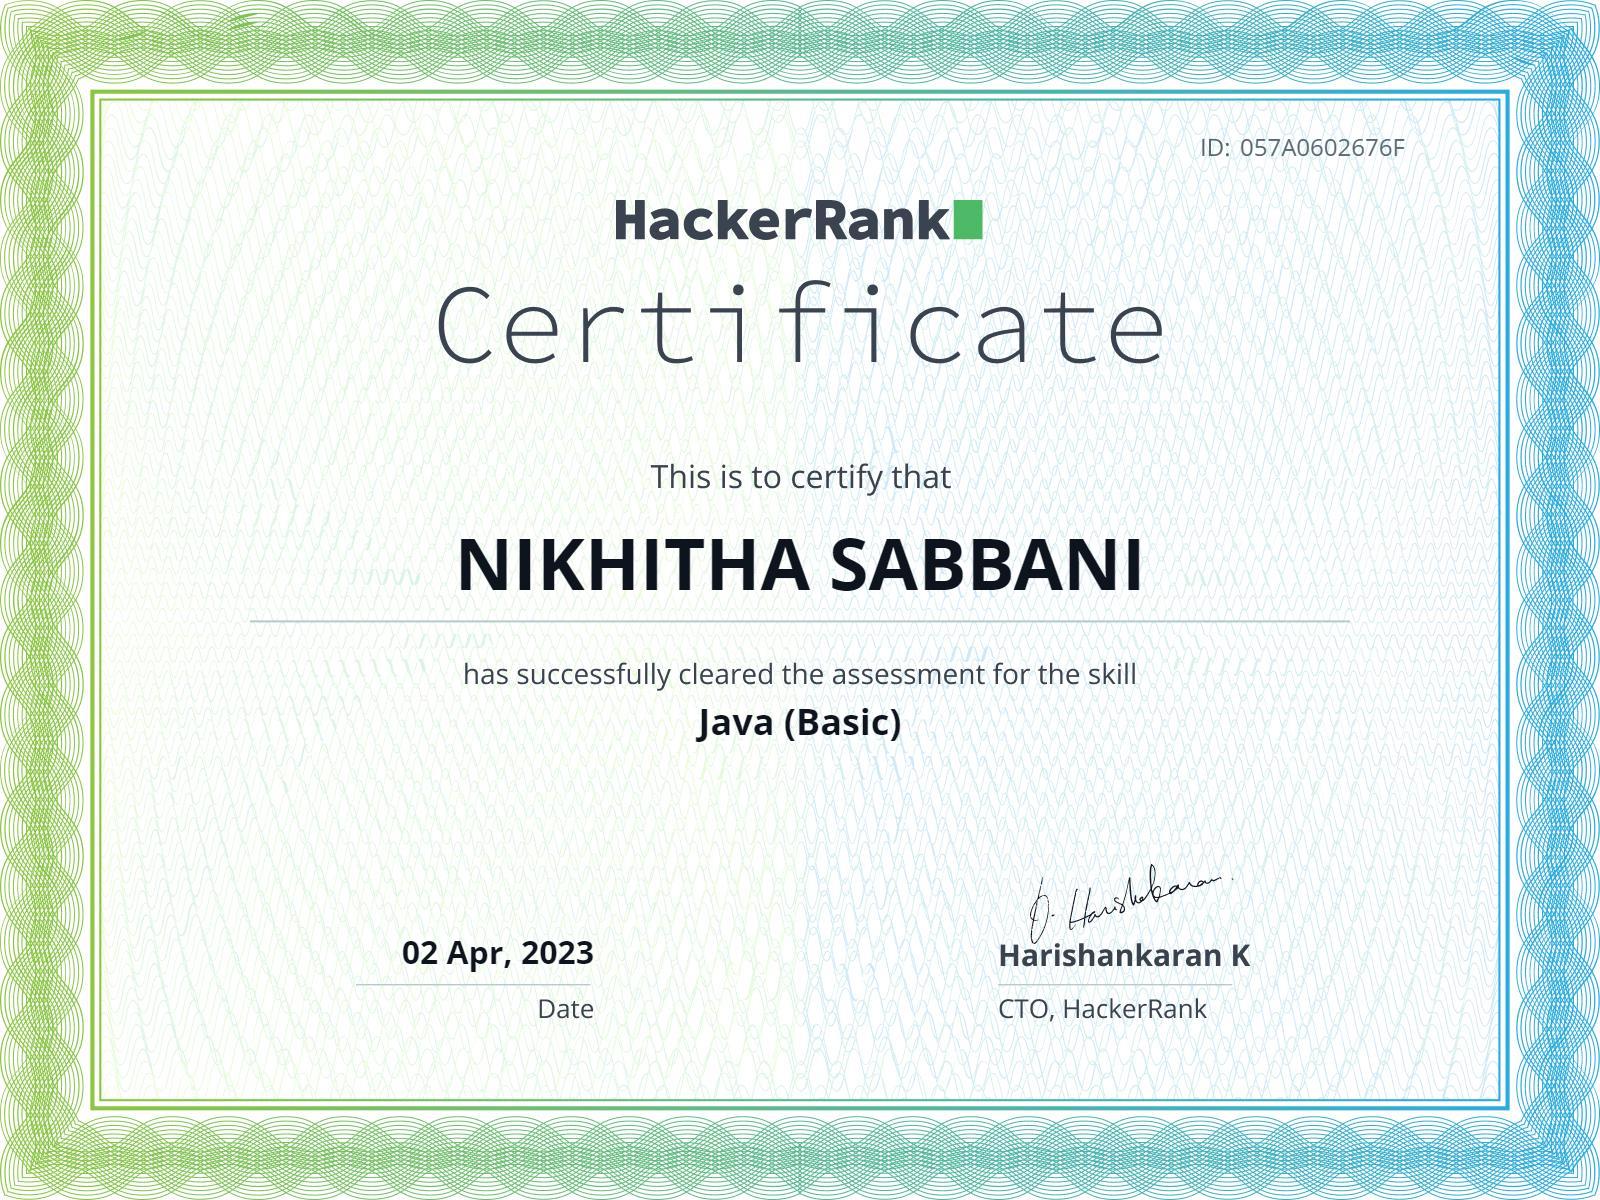 ID: 057A0602676F
HackerRank
Certificate
This is to certify that
NIKHITHA SABBANI
has successfully cleared the assessment for the skill
Java (Basic)
02 Apr, 2023
Date
Harishankaran K
CTO, HackerRank